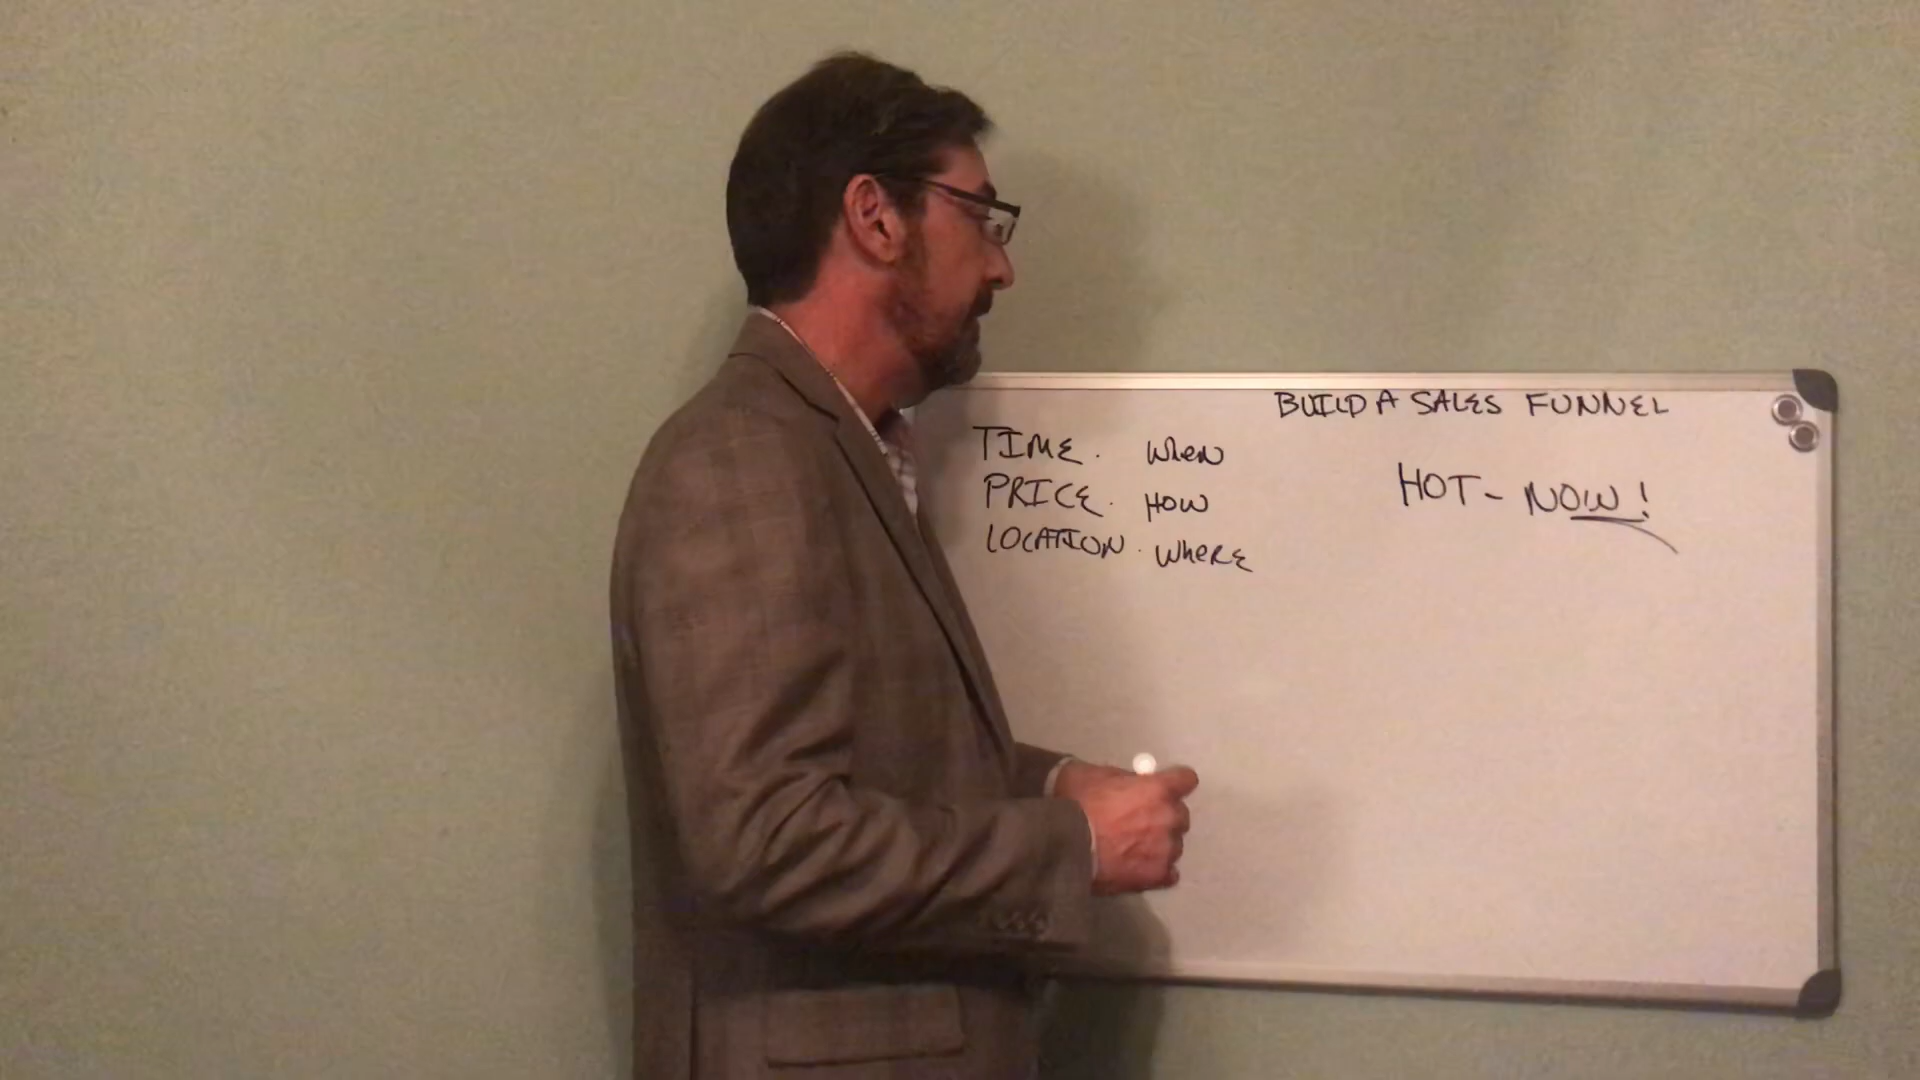 BUILD A SALES FUNNEL
TIME. When
PRICE. HOW
LOCATION. WHERE
HOT - NOW!